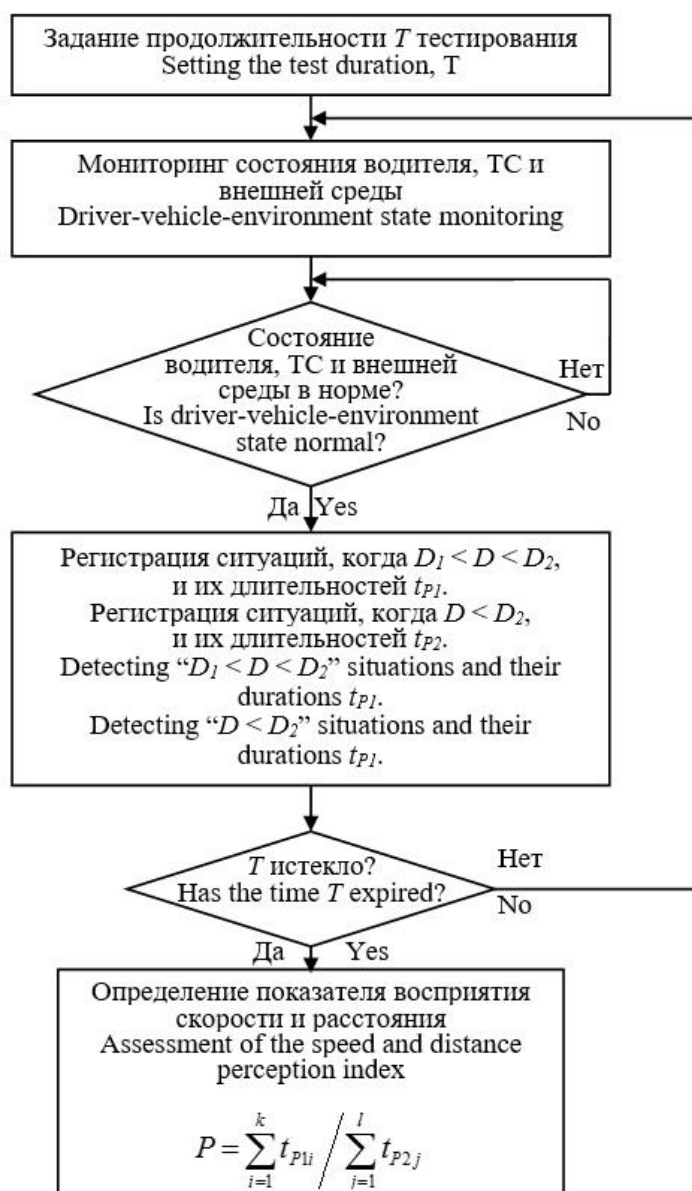 Задание продолжительности T тестирования
Setting the test duration, T
Мониторинг состояния водителя, ТС и
внешней среды
Driver-vehicle-environment state monitoring
Состояние
водителя, ТС и внешней
среды в норме?
Is driver-vehicle-environment
state normal?
Нет
No
Да Yes
Регистрация ситуаций, когда D₁ < D < D₂,
и их длительностей tₚ₁.
Регистрация ситуаций, когда D < D₂,
и их длительностей tₚ₂.
Detecting “D₁ < D < D₂” situations and their
durations tₚ₁.
Detecting “D < D₂” situations and their
durations tₚ₁.
T истекло?
Has the time T expired?
Нет
No
Да Yes
Определение показателя восприятия
скорости и расстояния
Assessment of the speed and distance
perception index
P = ∑_{i=1}^{k} t_{P1i} / ∑_{j=1}^{l} t_{P2j}